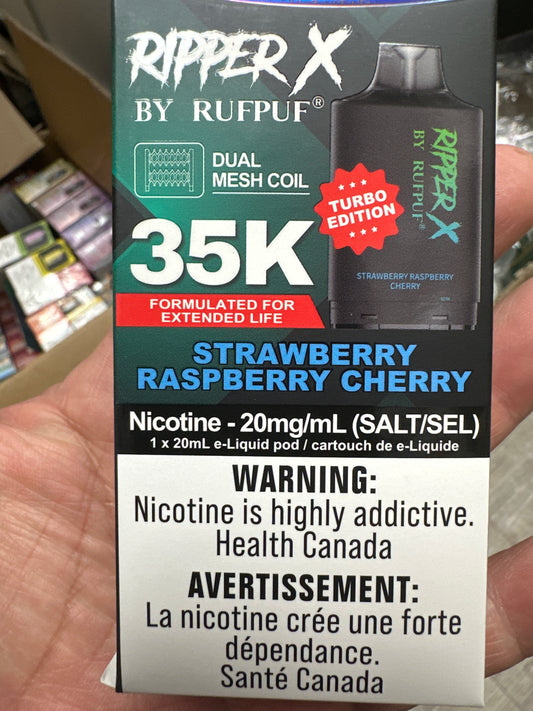 RIPPER X
BY RUFPUF®
DUAL
MESH COIL
35K
FORMULATED FOR
EXTENDED LIFE
TURBO
EDITION
RIPPER X
BY RUFPUF®
STRAWBERRY RASPBERRY
CHERRY
STRAWBERRY
RASPBERRY CHERRY
Nicotine - 20mg/mL (SALT/SEL)
1 x 20mL e-Liquid pod / cartouch de e-Liquide
WARNING:
Nicotine is highly addictive.
Health Canada
AVERTISSEMENT:
La nicotine crée une forte
dépendance.
Santé Canada